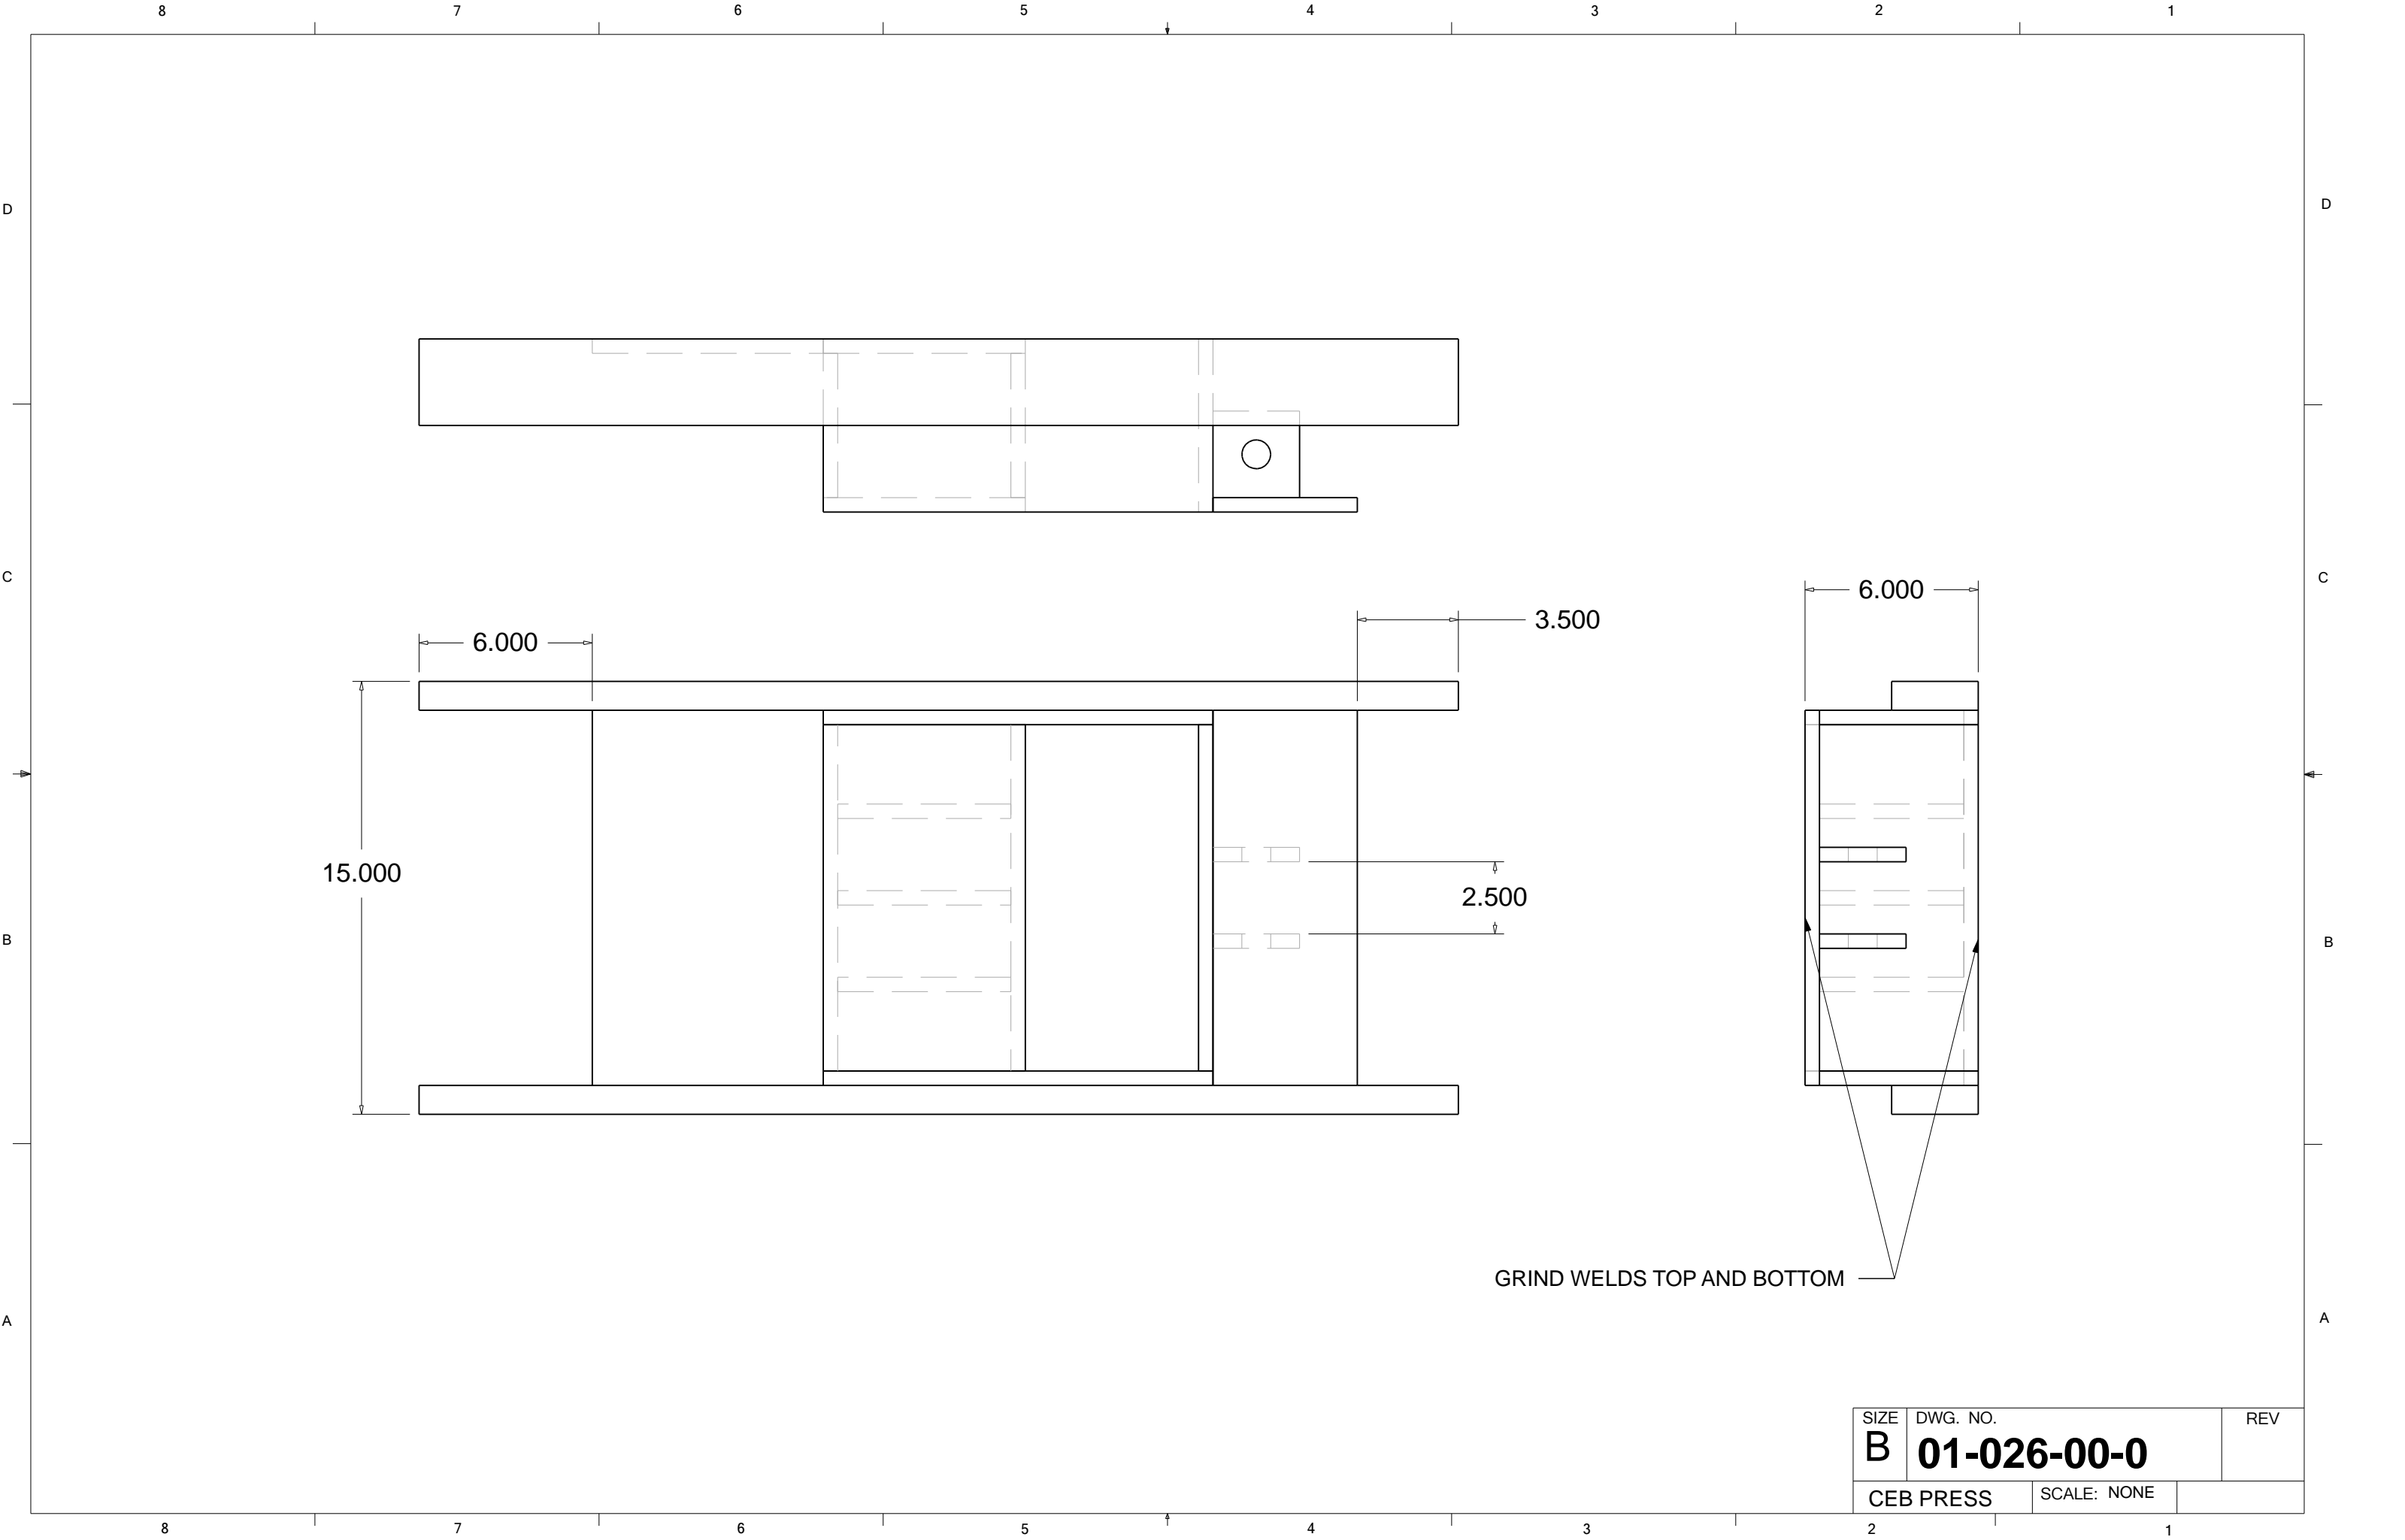 8 7 6 5 4 3 2 1
D D
C C
6.000
3.500
6.000
15.000
2.500
B B
GRIND WELDS TOP AND BOTTOM
A A
SIZE DWG. NO. REV
B 01-026-00-0
CEB PRESS SCALE: NONE
8 7 6 5 4 3 2 1